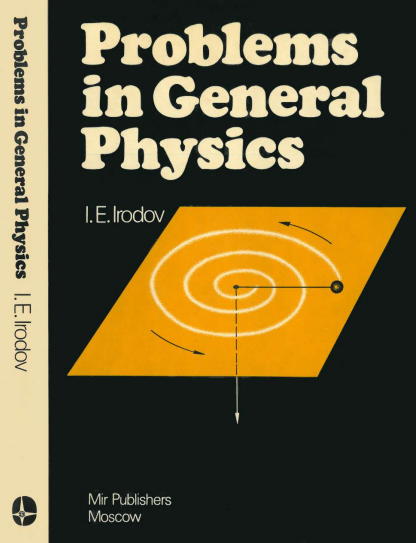 Problems in General Physics I.E. Irodov
Problems
in General
Physics
I.E. Irodov
Mir Publishers
Moscow